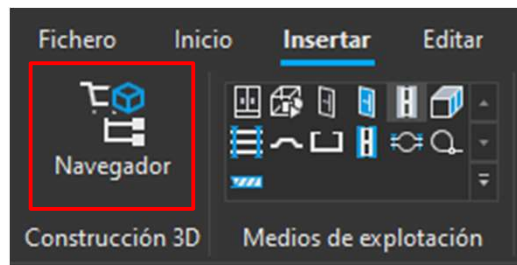 Fichero Inicio Insertar Editar
Navegador
Construcción 3D Medios de explotación